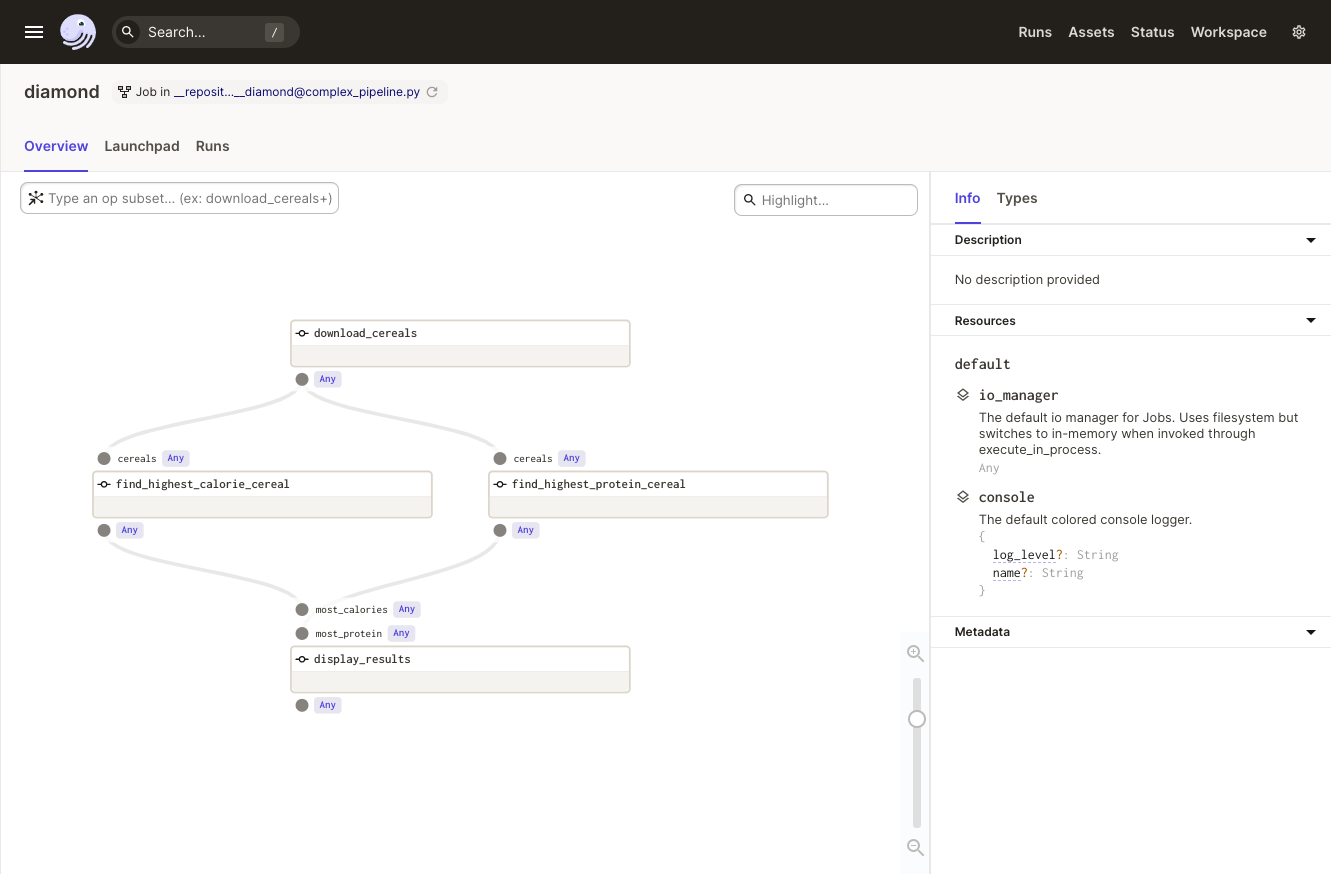 Search... /
Runs Assets Status Workspace
diamond Job in __reposit...__diamond@complex_pipeline.py
Overview Launchpad Runs
Type an op subset... (ex: download_cereals+)
Highlight...
download_cereals
Any
cereals Any
cereals Any
find_highest_calorie_cereal
find_highest_protein_cereal
Any
Any
most_calories Any
most_protein Any
display_results
Any
Info Types
Description
No description provided
Resources
default
io_manager
The default io manager for Jobs. Uses filesystem but
switches to in-memory when invoked through
execute_in_process.
Any
console
The default colored console logger.
{
log_level?: String
name?: String
}
Metadata